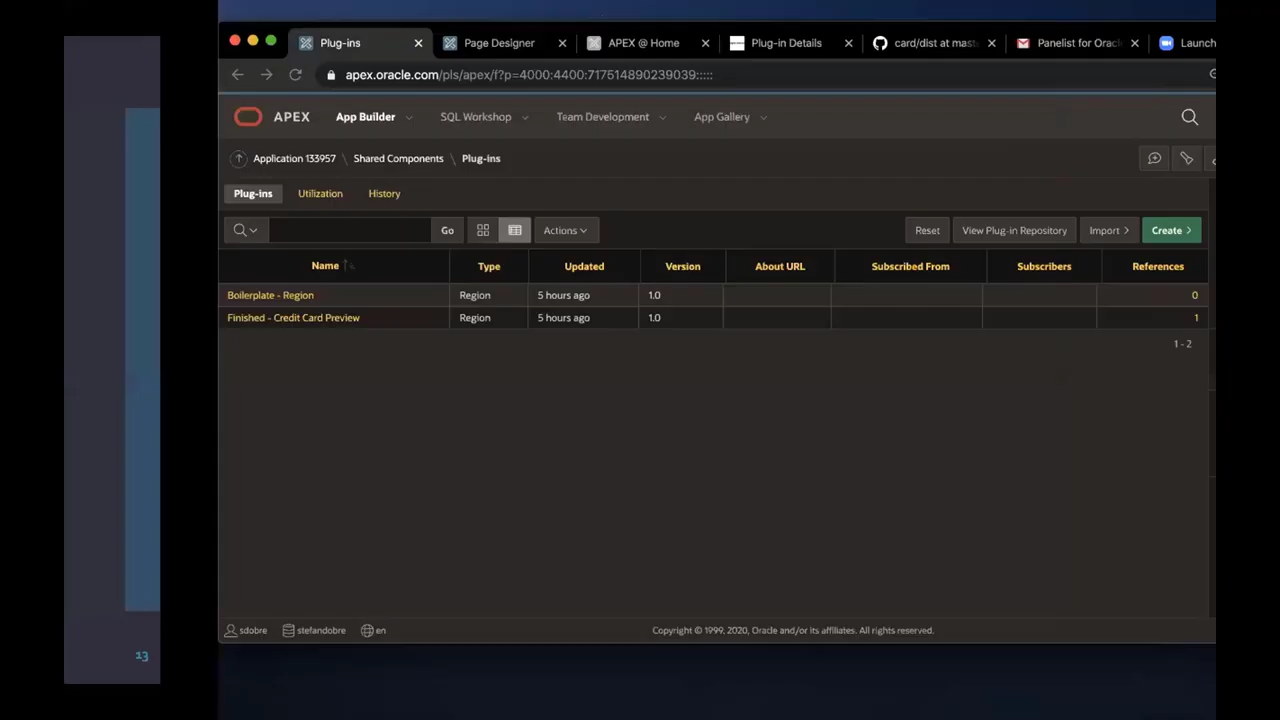 Plug-ins
Page Designer
APEX @ Home
Plug-in Details
card/dist at mas
Panelist for Oracl
Launch
apex.oracle.com/pls/apex/f?p=4000:4400:717514890239039:::::
APEX App Builder SQL Workshop Team Development App Gallery
Application 133957 \ Shared Components \ Plug-ins
Plug-ins Utilization History
Go Actions Reset View Plug-in Repository Import > Create >
Name Type Updated Version About URL Subscribed From Subscribers References
Boilerplate - Region Region 5 hours ago 1.0 0
Finished - Credit Card Preview Region 5 hours ago 1.0 1
1 - 2
sdobre stefandobre en Copyright © 1999, 2020, Oracle and/or its affiliates. All rights reserved.
13